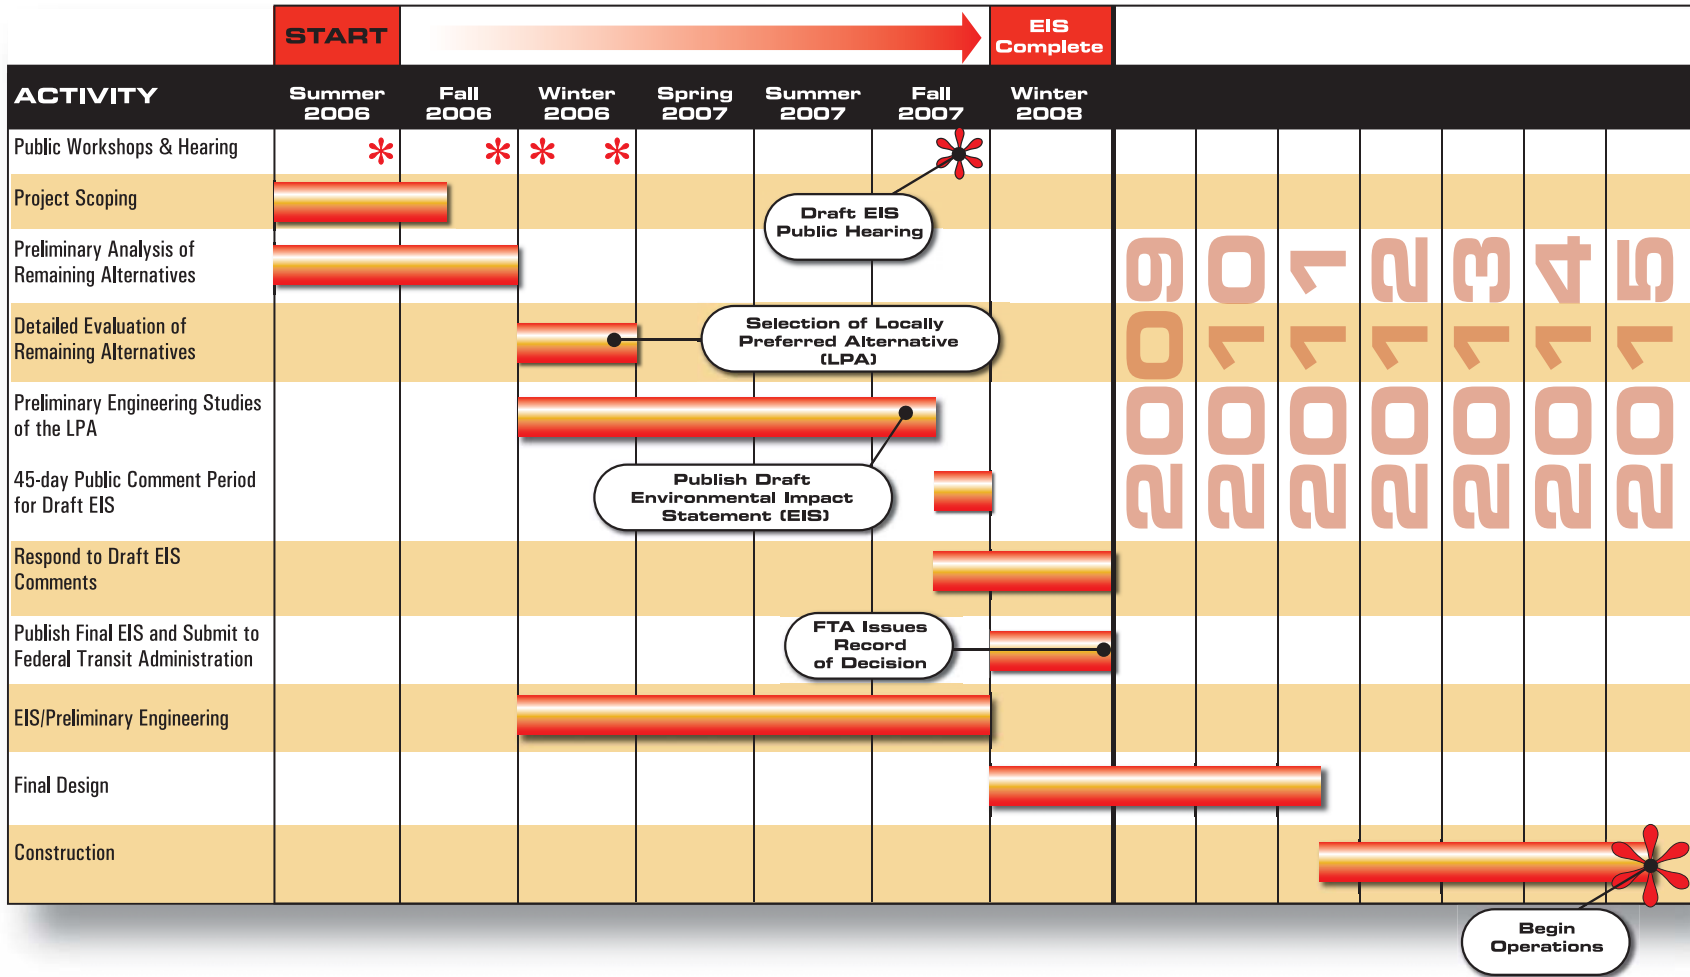 START
EIS
Complete
ACTIVITY
Summer
2006
Fall
2006
Winter
2006
Spring
2007
Summer
2007
Fall
2007
Winter
2008
Public Workshops & Hearing
Project Scoping
Draft EIS
Public Hearing
Preliminary Analysis of
Remaining Alternatives
Detailed Evaluation of
Remaining Alternatives
Selection of Locally
Preferred Alternative
(LPA)
Preliminary Engineering Studies
of the LPA
45-day Public Comment Period
for Draft EIS
Publish Draft
Environmental Impact
Statement (EIS)
Respond to Draft EIS
Comments
Publish Final EIS and Submit to
Federal Transit Administration
FTA Issues
Record
of Decision
EIS/Preliminary Engineering
Final Design
Construction
Begin
Operations
2009
2010
2011
2012
2013
2014
2015